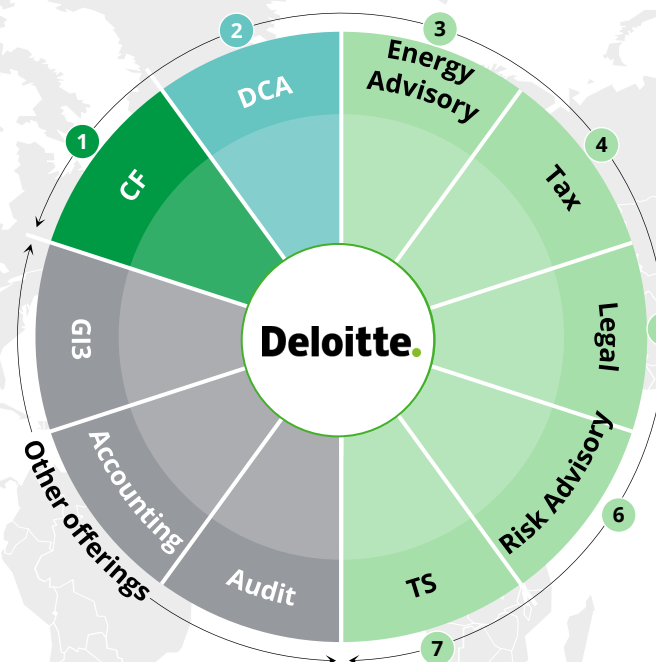 2
3
Energy
Advisory
DCA
1
CF
4
Tax
GI3
Deloitte.
Legal
Other offerings
Accounting
Risk Advisory
6
Audit
TS
7